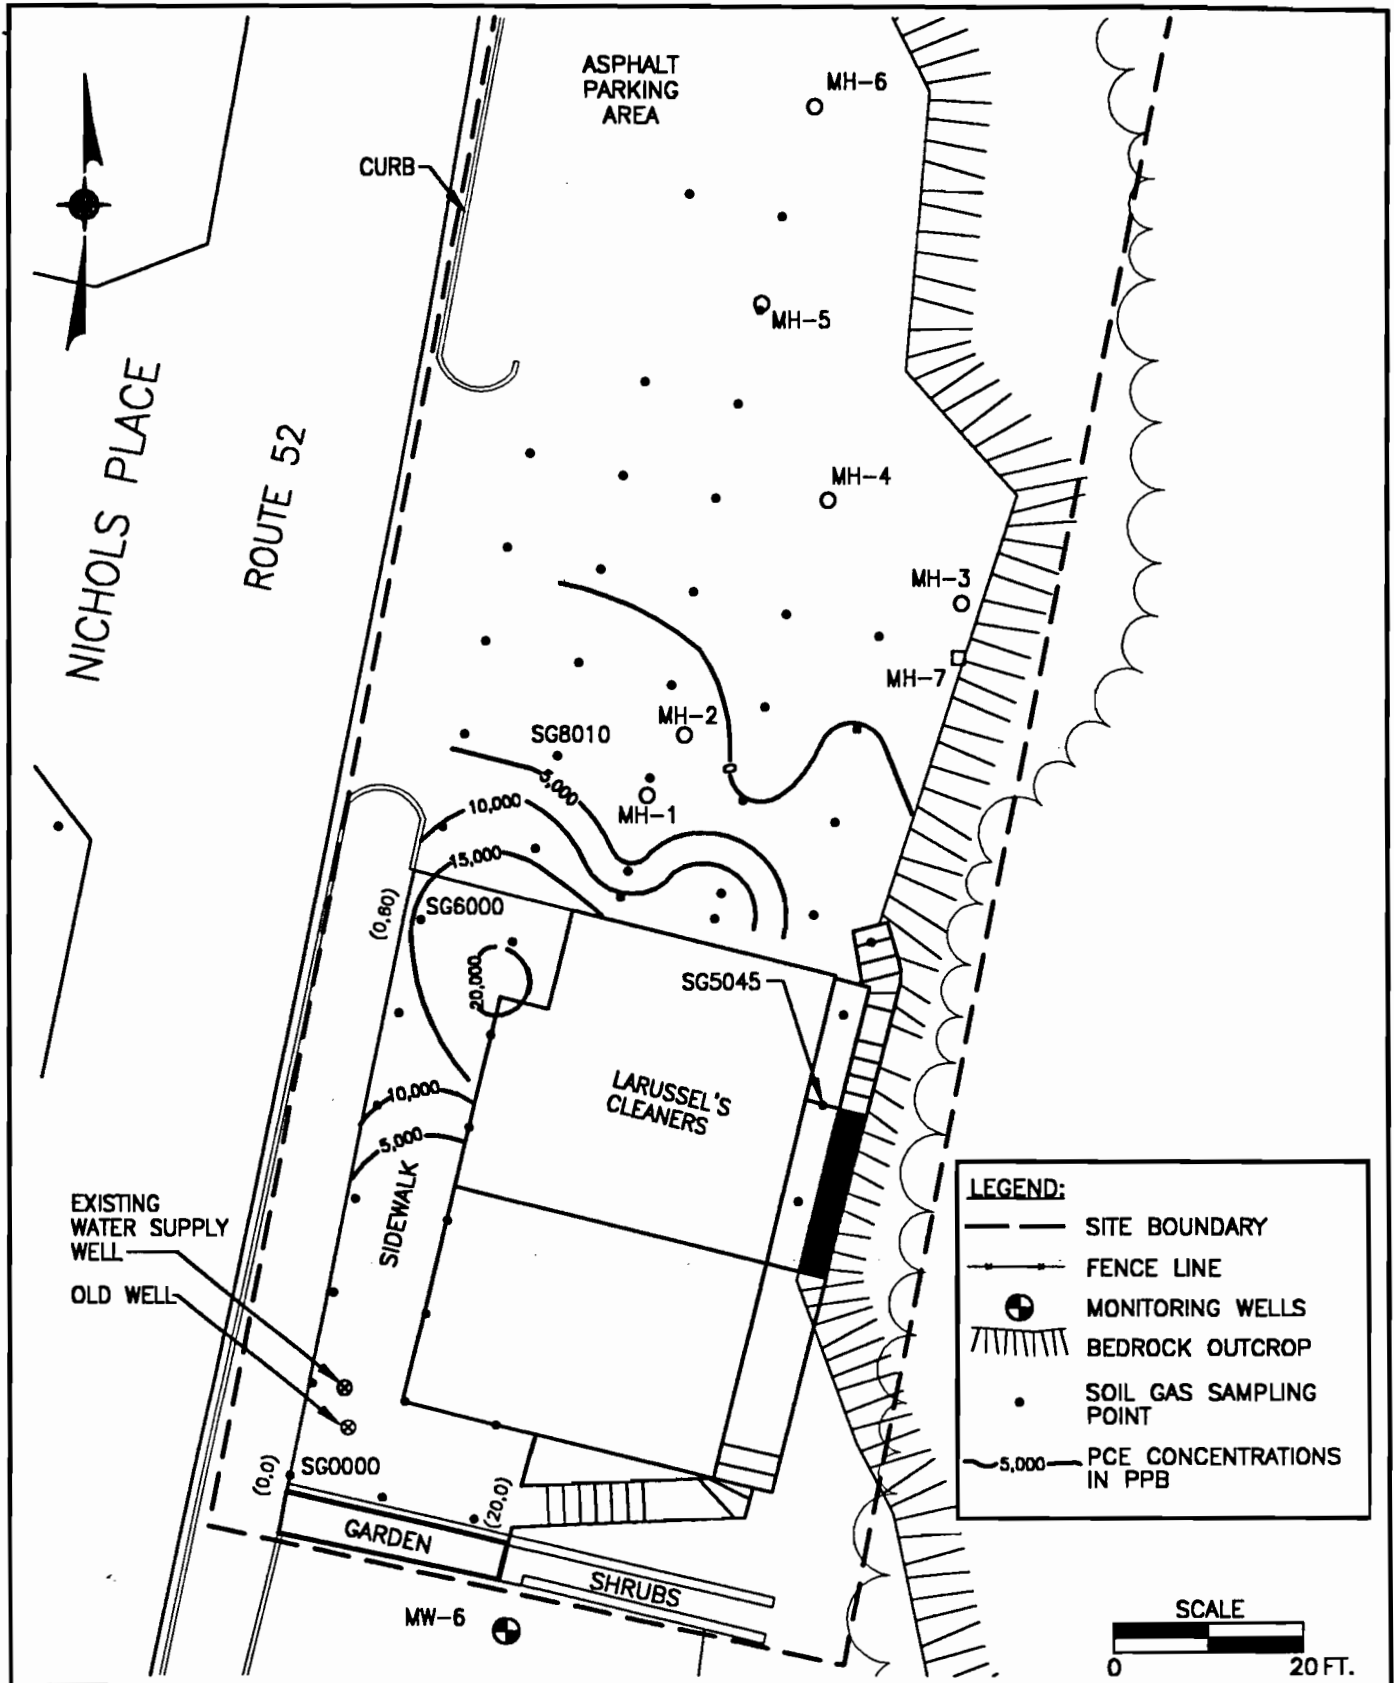 ASPHALT
PARKING
AREA
MH-6
CURB
MH-5
NICHOLS PLACE
ROUTE 52
MH-4
MH-3
MH-7
MH-2
SG8010
5,000
10,000
MH-1
15,000
(0,60)
SG6000
20,000
SG5045
LARUSSEL'S
CLEANERS
10,000
5,000
SIDEWALK
EXISTING
WATER SUPPLY
WELL
OLD WELL
(0,0)
SG0000
(20,0)
GARDEN
SHRUBS
MW-6
LEGEND:
SITE BOUNDARY
FENCE LINE
MONITORING WELLS
BEDROCK OUTCROP
SOIL GAS SAMPLING
POINT
5,000
PCE CONCENTRATIONS
IN PPB
SCALE
0 20 FT.